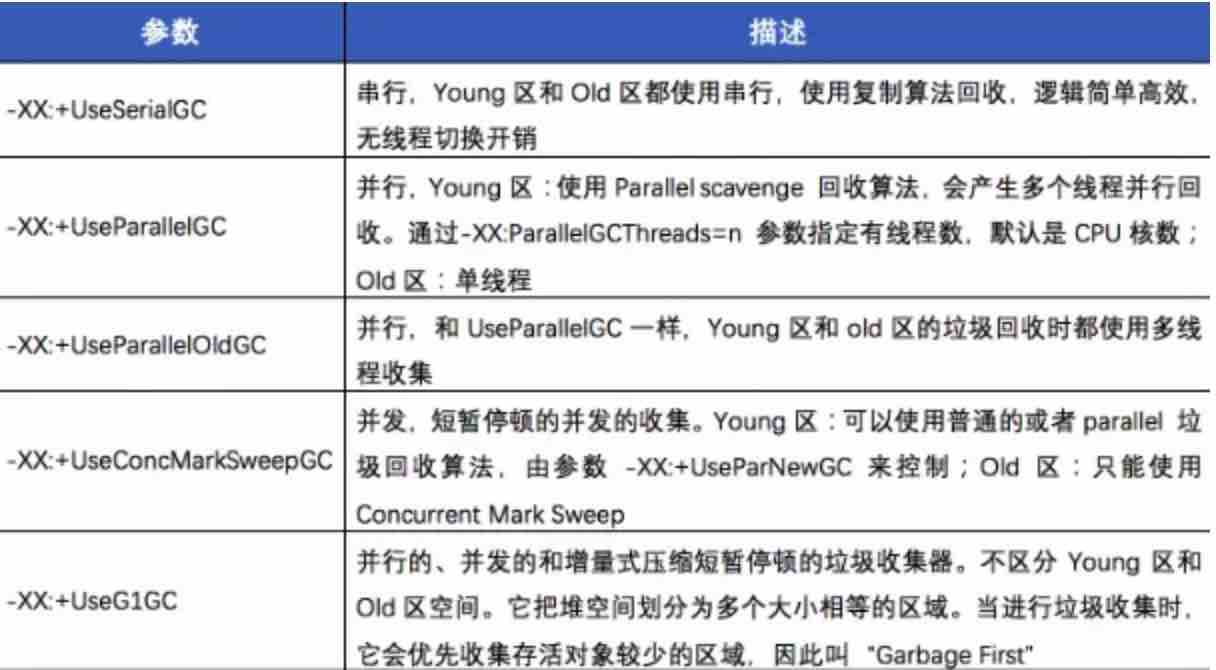 参数
描述
-XX:+UseSerialGC
串行，Young 区和 Old 区都使用串行，使用复制算法回收，逻辑简单高效，
无线程切换开销
-XX:+UseParallelGC
并行，Young 区：使用 Parallel scavenge 回收算法，会产生多个线程并行回
收。通过-XX:ParallelGCThreads=n 参数指定有线程数，默认是 CPU 核数；
Old 区：单线程
-XX:+UseParallelOldGC
并行，和 UseParallelGC 一样，Young 区和 old 区的垃圾回收时都使用多线
程收集
-XX:+UseConcMarkSweepGC
并发，短暂停顿的并发的收集。Young 区：可以使用普通的或者 parallel 垃
圾回收算法，由参数 -XX:+UseParNewGC 来控制；Old 区：只能使用
Concurrent Mark Sweep
-XX:+UseG1GC
并行的、并发的和增量式压缩短暂停顿的垃圾收集器。不区分 Young 区和
Old 区空间。它把堆空间划分为多个大小相等的区域。当进行垃圾收集时，
它会优先收集存活对象较少的区域，因此叫 “Garbage First”